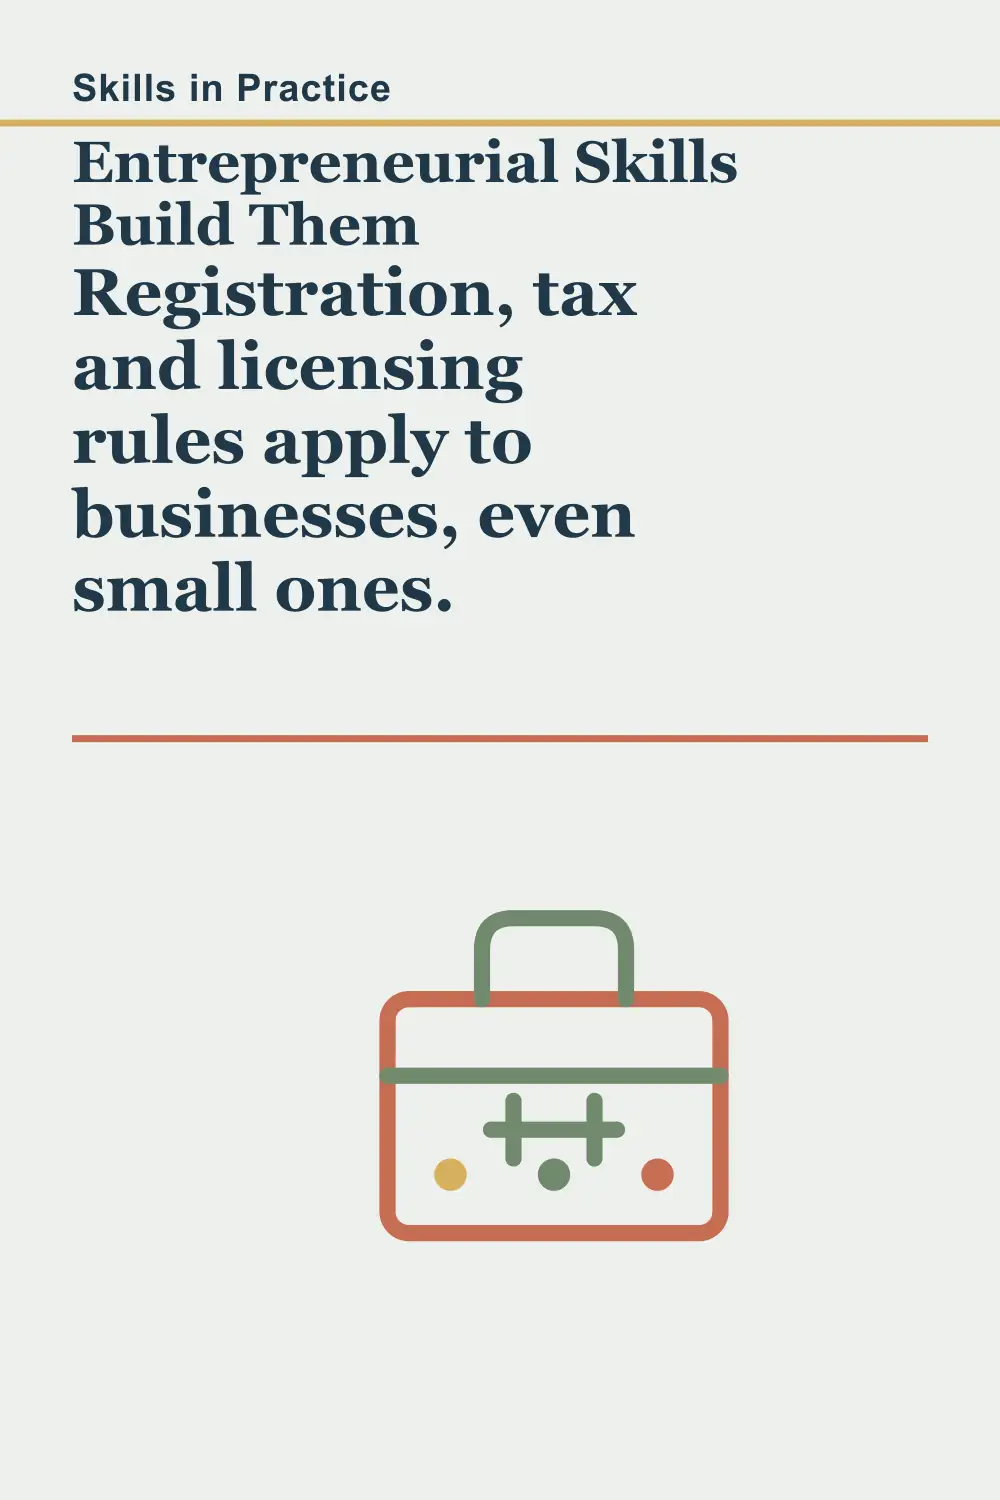 Skills in Practice
Entrepreneurial Skills
Build Them
Registration, tax
and licensing
rules apply to
businesses, even
small ones.